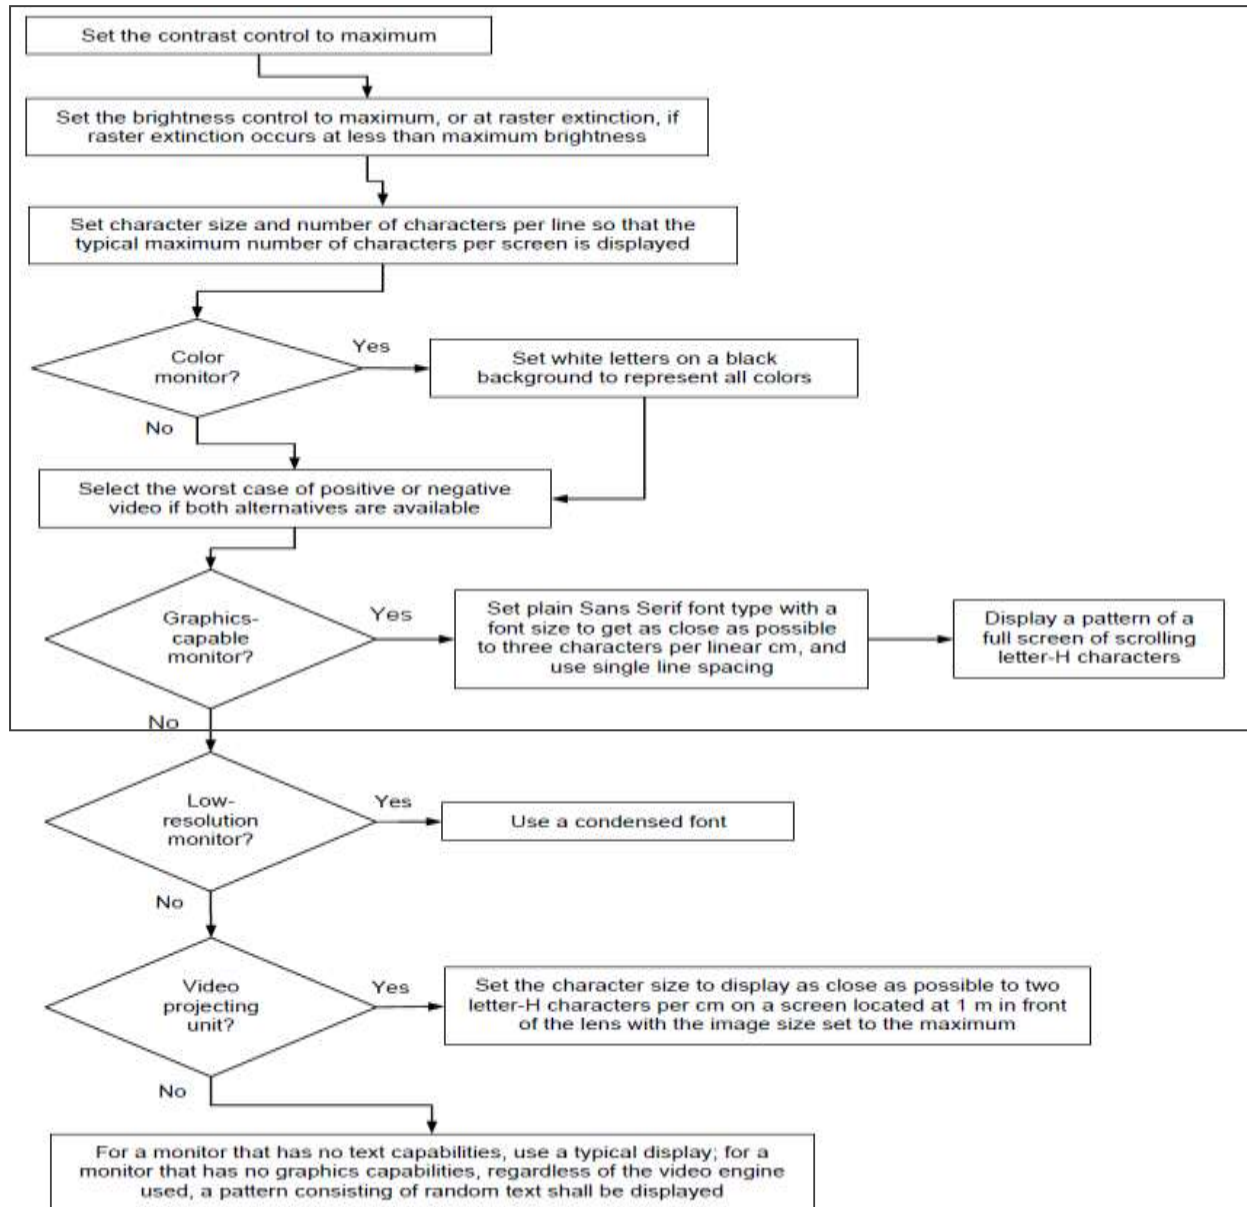 Set the contrast control to maximum
Set the brightness control to maximum, or at raster extinction, if
raster extinction occurs at less than maximum brightness
Set character size and number of characters per line so that the
typical maximum number of characters per screen is displayed
Color
monitor?
Yes
Set white letters on a black
background to represent all colors
No
Select the worst case of positive or negative
video if both alternatives are available
Graphics-
capable
monitor?
Yes
Set plain Sans Serif font type with a
font size to get as close as possible
to three characters per linear cm, and
use single line spacing
Display a pattern of a
full screen of scrolling
letter-H characters
No
Low-
resolution
monitor?
Yes
Use a condensed font
No
Video
projecting
unit?
Yes
Set the character size to display as close as possible to two
letter-H characters per cm on a screen located at 1 m in front
of the lens with the image size set to the maximum
No
For a monitor that has no text capabilities, use a typical display; for a
monitor that has no graphics capabilities, regardless of the video engine
used, a pattern consisting of random text shall be displayed